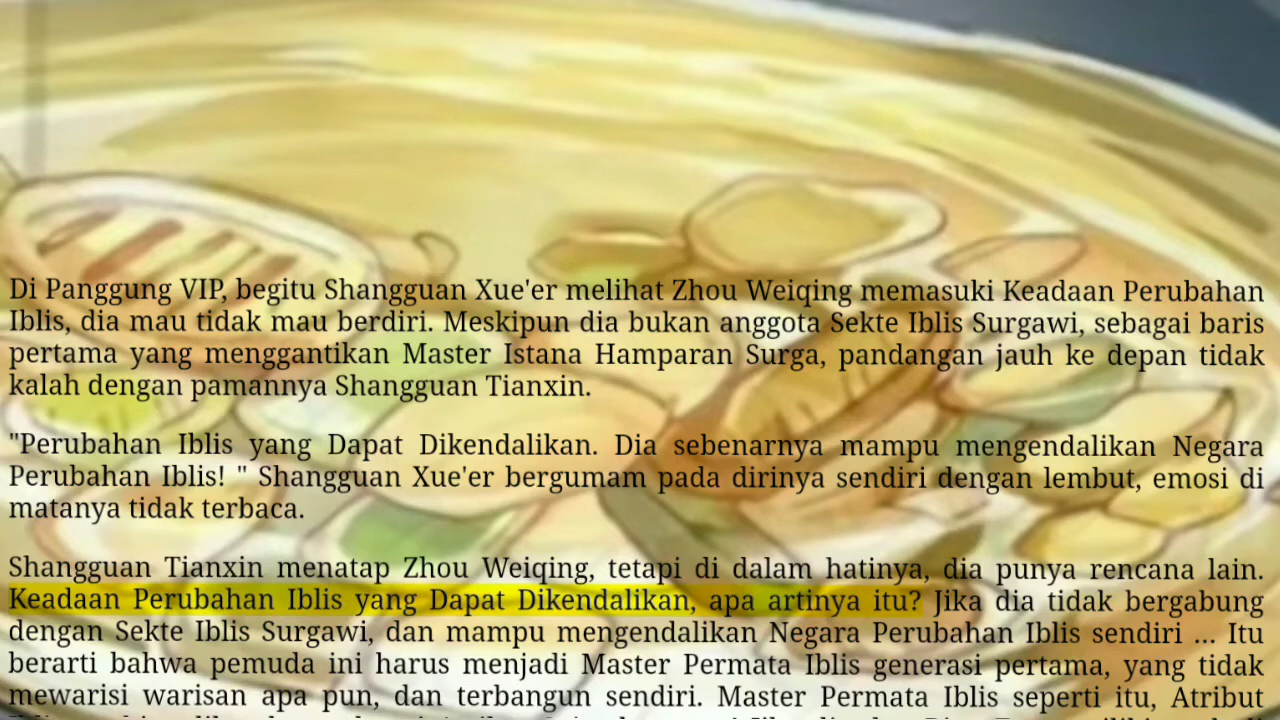 Di Panggung VIP, begitu Shangguan Xue'er melihat Zhou Weiqing memasuki Keadaan Perubahan
Iblis, dia mau tidak mau berdiri. Meskipun dia bukan anggota Sekte Iblis Surgawi, sebagai baris
pertama yang menggantikan Master Istana Hamparan Surga, pandangan jauh ke depan tidak
kalah dengan pamannya Shangguan Tianxin.
"Perubahan Iblis yang Dapat Dikendalikan. Dia sebenarnya mampu mengendalikan Negara
Perubahan Iblis! " Shangguan Xue'er bergumam pada dirinya sendiri dengan lembut, emosi di
matanya tidak terbaca.
Shangguan Tianxin menatap Zhou Weiqing, tetapi di dalam hatinya, dia punya rencana lain.
Keadaan Perubahan Iblis yang Dapat Dikendalikan, apa artinya itu? Jika dia tidak bergabung
dengan Sekte Iblis Surgawi, dan mampu mengendalikan Negara Perubahan Iblis sendiri ... Itu
berarti bahwa pemuda ini harus menjadi Master Permata Iblis generasi pertama, yang tidak
mewarisi warisan apa pun, dan terbangun sendiri. Master Permata Iblis seperti itu, Atribut